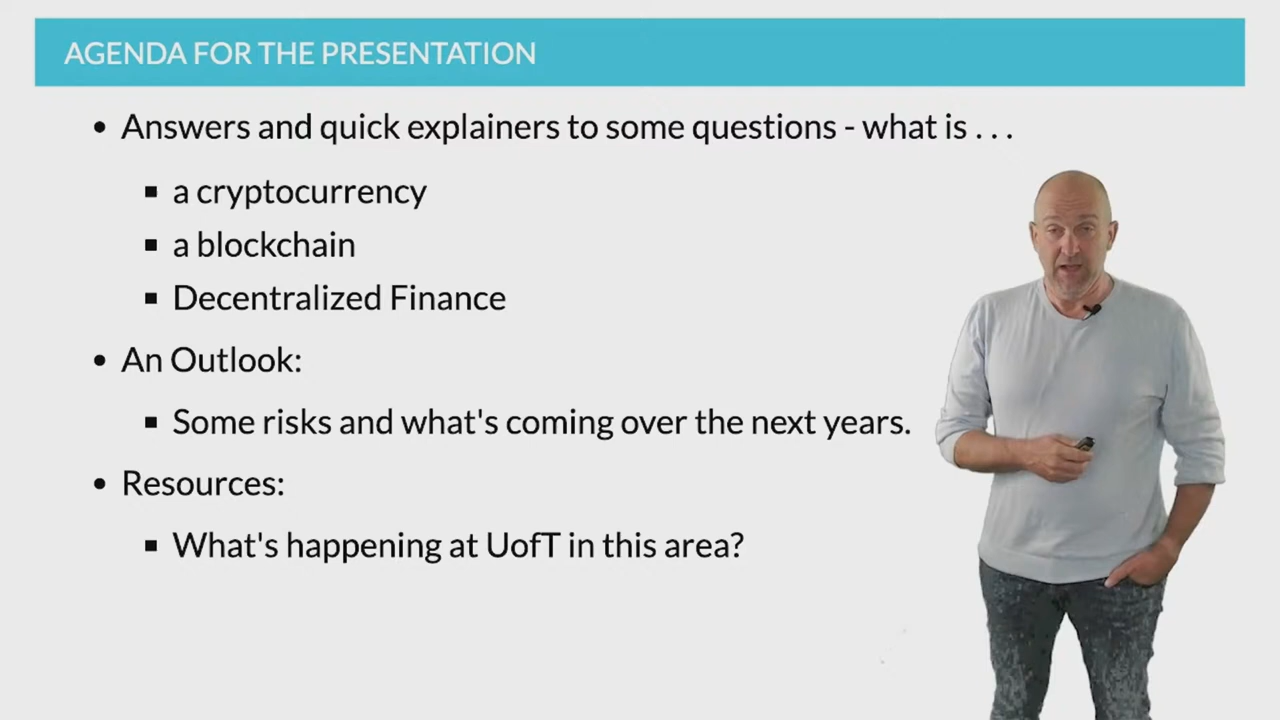 AGENDA FOR THE PRESENTATION
Answers and quick explainers to some questions - what is . . .
a cryptocurrency
a blockchain
Decentralized Finance
An Outlook:
Some risks and what's coming over the next years.
Resources:
What's happening at UofT in this area?